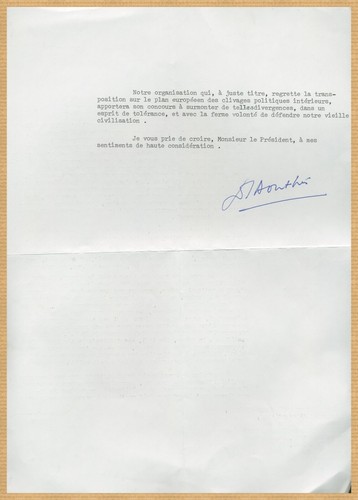 Notre organisation qui, à juste titre, regrette la trans-
position sur le plan européen des clivages politiques intérieurs,
apportera son concours à surmonter de tellesdivergences, dans un
esprit de tolérance, et avec la ferme volonté de défendre notre vieille
civilisation .
Je vous prie de croire, Monsieur le Président, à mes
sentiments de haute considération .